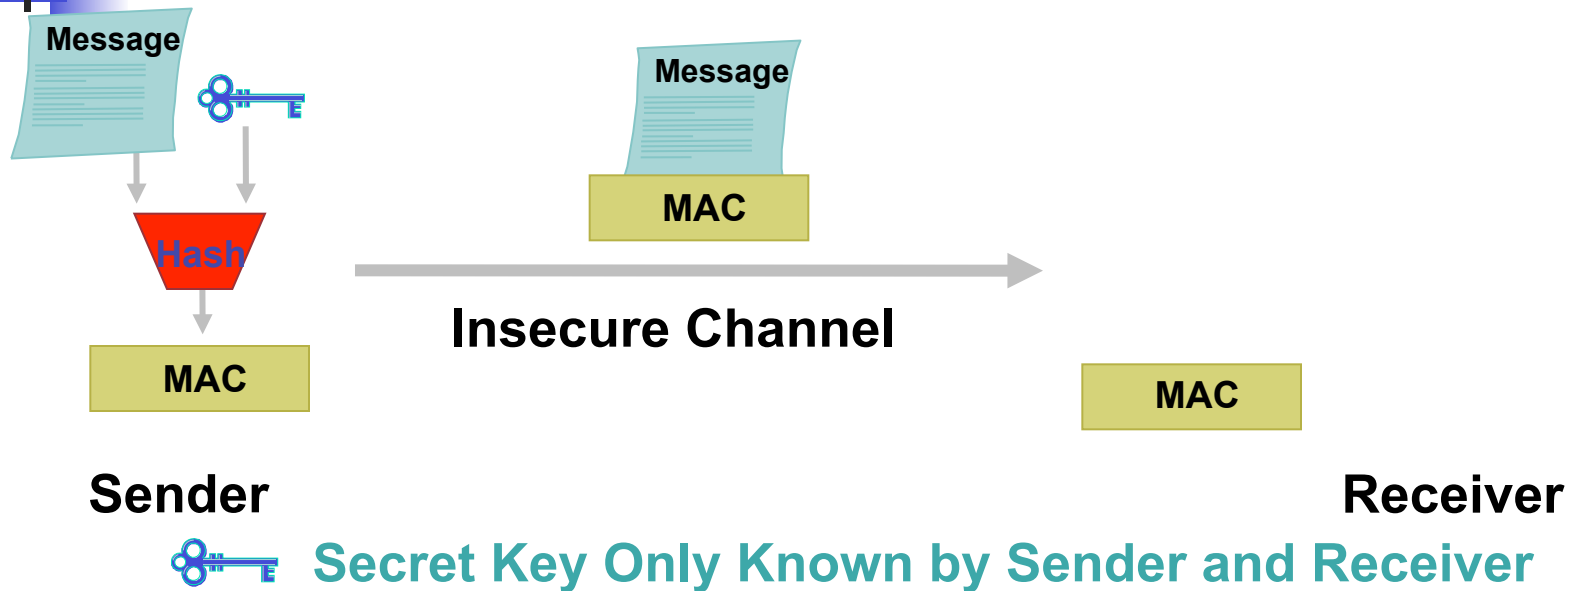 Message
Message
MAC
Hash
Insecure Channel
MAC
MAC
Sender
Receiver
Secret Key Only Known by Sender and Receiver